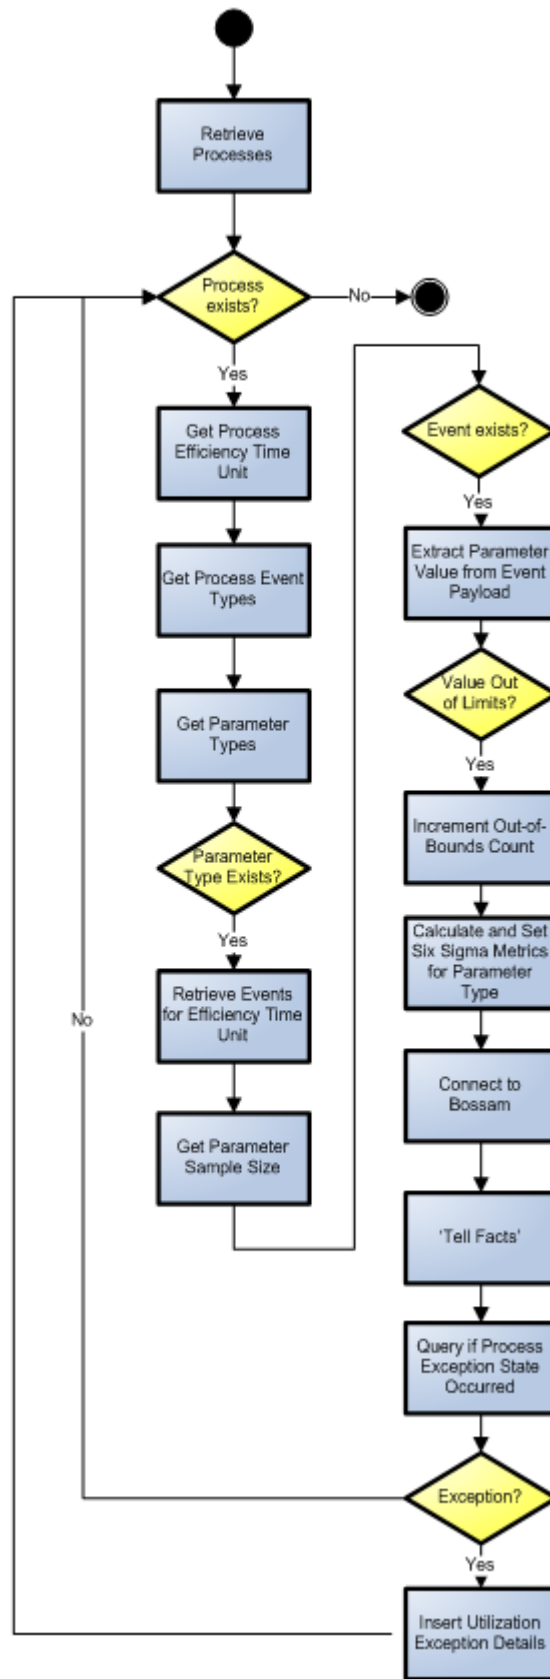 Retrieve
Processes
Process
exists?
No
Yes
Get Process
Efficiency Time
Unit
Get Process Event
Types
Get Parameter
Types
Parameter
Type Exists?
Yes
Retrieve Events
for Efficiency Time
Unit
Get Parameter
Sample Size
Event exists?
Yes
Extract Parameter
Value from Event
Payload
Value Out
of Limits?
Yes
Increment Out-of-
Bounds Count
Calculate and Set
Six Sigma Metrics
for Parameter
Type
Connect to
Bossam
'Tell Facts'
Query if Process
Exception State
Occurred
Exception?
No
Yes
Insert Utilization
Exception Details